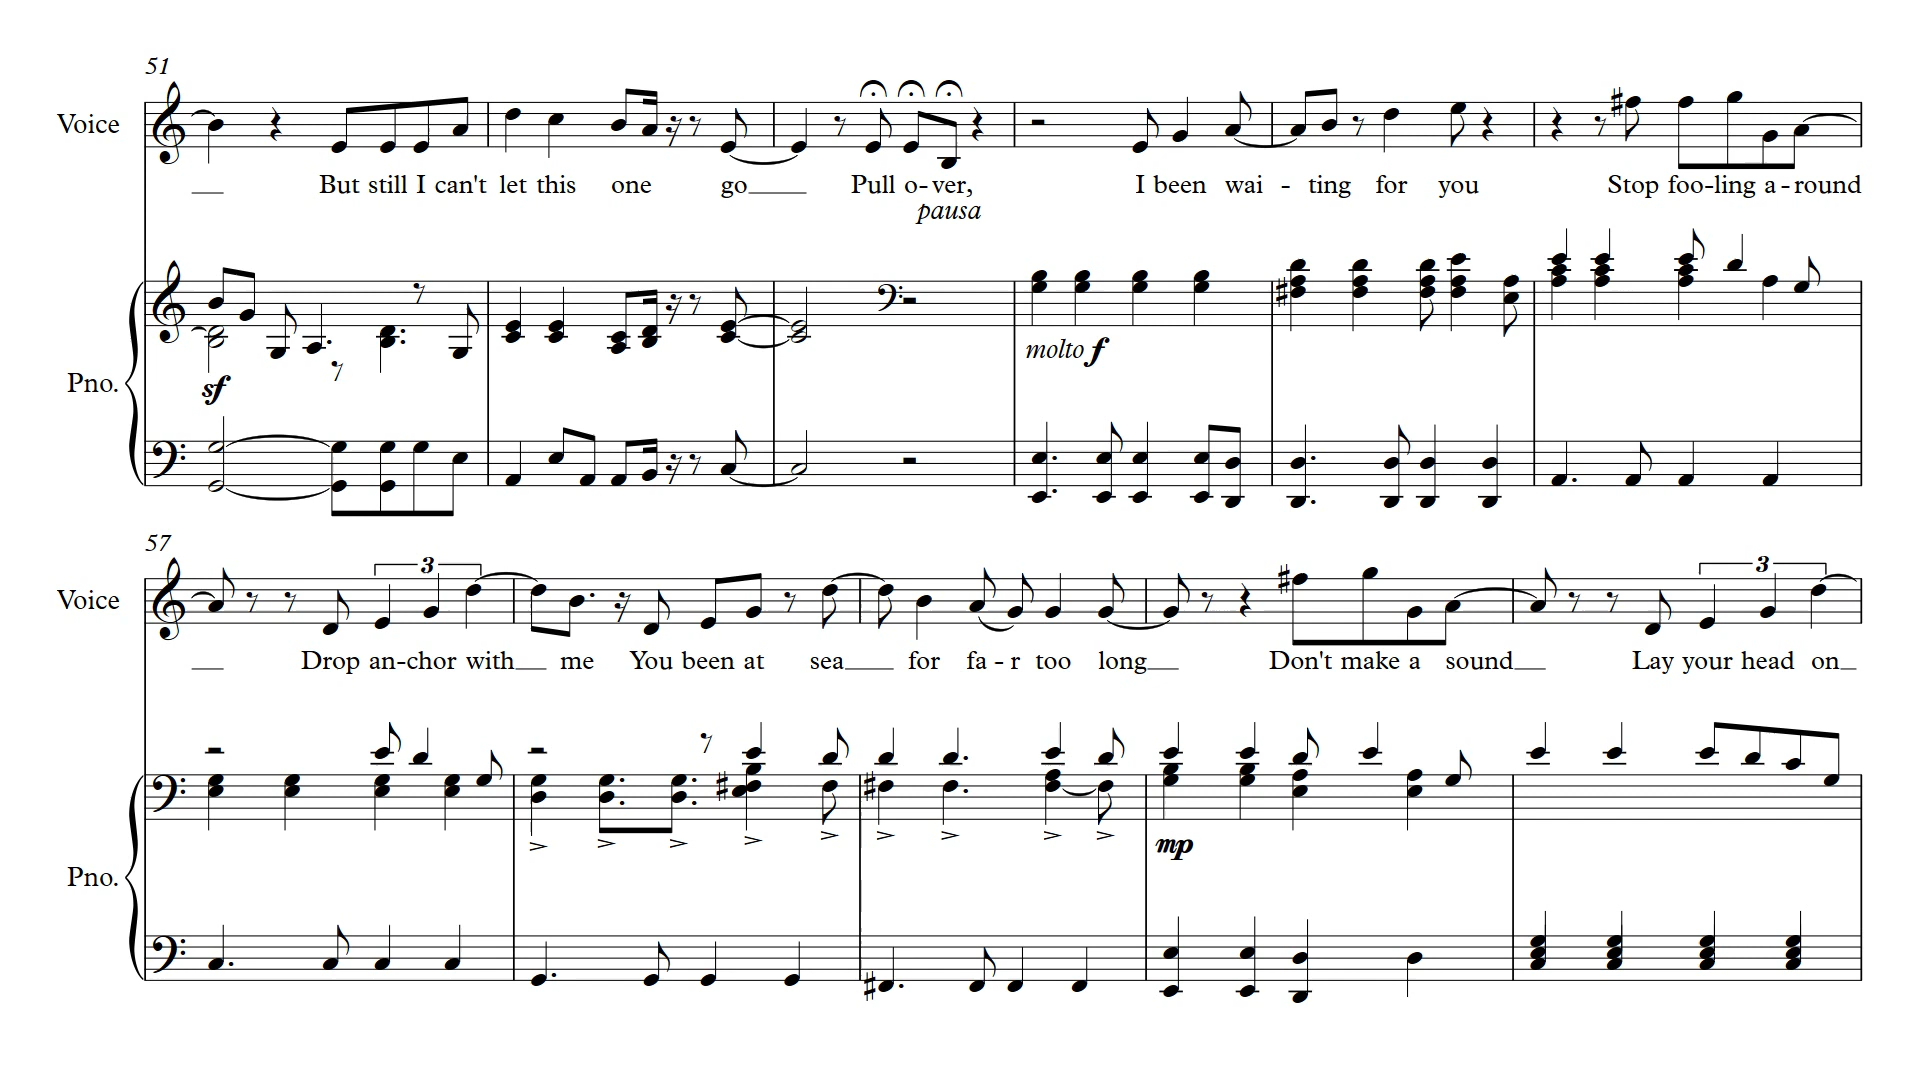 51
Voice
But still I can't let this one go Pull o-ver, I been wai - ting for you Stop foo-ling a-round
pausa
molto f
Pno.
sf
57
3 3
Voice
Drop an-chor with me You been at sea for fa-r too long Don't make a sound Lay your head on
mp
Pno.